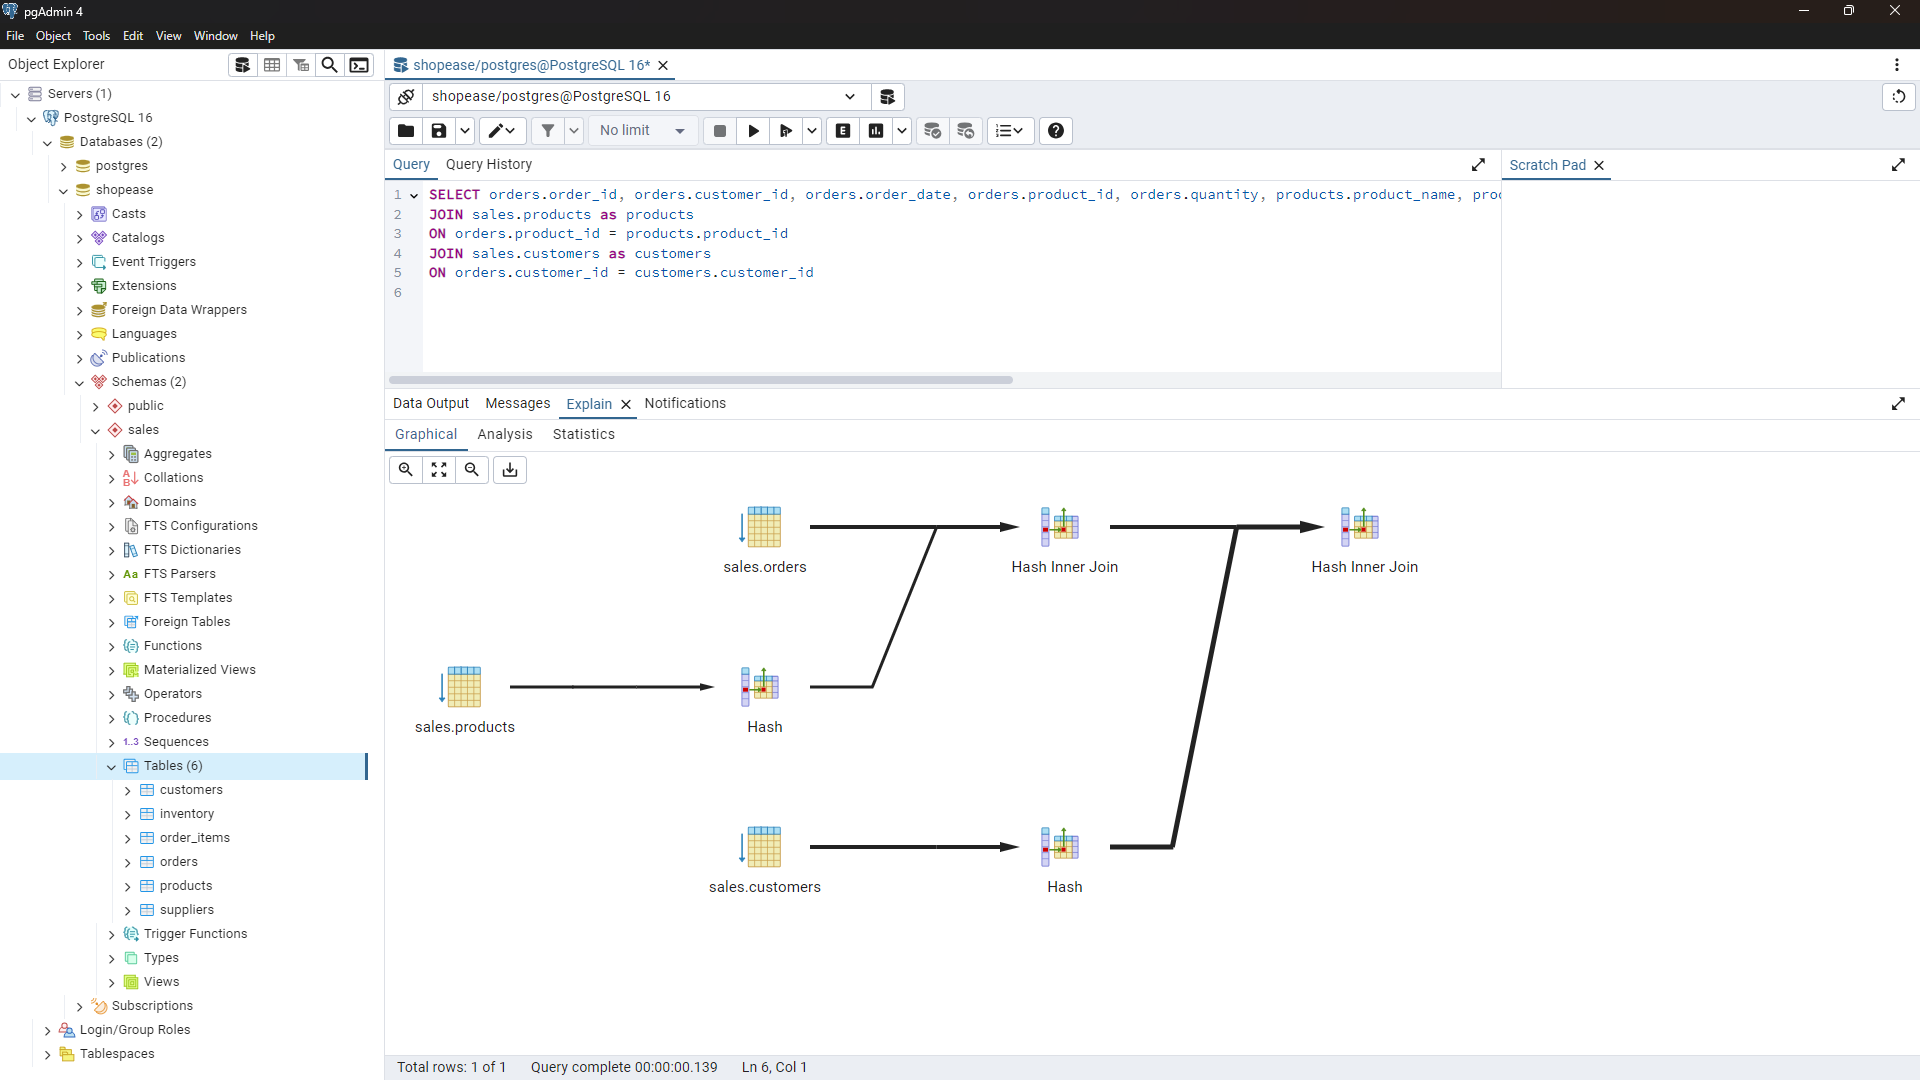 pgAdmin 4
File Object Tools Edit View Window Help
Object Explorer
Servers (1)
PostgreSQL 16
Databases (2)
postgres
shopease
Casts
Catalogs
Event Triggers
Extensions
Foreign Data Wrappers
Languages
Publications
Schemas (2)
public
sales
Aggregates
Collations
Domains
FTS Configurations
FTS Dictionaries
Aa FTS Parsers
FTS Templates
Foreign Tables
Functions
Materialized Views
Operators
Procedures
1..3 Sequences
Tables (6)
customers
inventory
order_items
orders
products
suppliers
Trigger Functions
Types
Views
Subscriptions
Login/Group Roles
Tablespaces
shopease/postgres@PostgreSQL 16*
shopease/postgres@PostgreSQL 16
No limit
E
Query Query History
Scratch Pad
1 SELECT orders.order_id, orders.customer_id, orders.order_date, orders.product_id, orders.quantity, products.product_name, pro
2 JOIN sales.products as products
3 ON orders.product_id = products.product_id
4 JOIN sales.customers as customers
5 ON orders.customer_id = customers.customer_id
6
Data Output Messages Explain Notifications
Graphical Analysis Statistics
sales.orders
Hash Inner Join
Hash Inner Join
sales.products
Hash
sales.customers
Hash
Total rows: 1 of 1 Query complete 00:00:00.139 Ln 6, Col 1